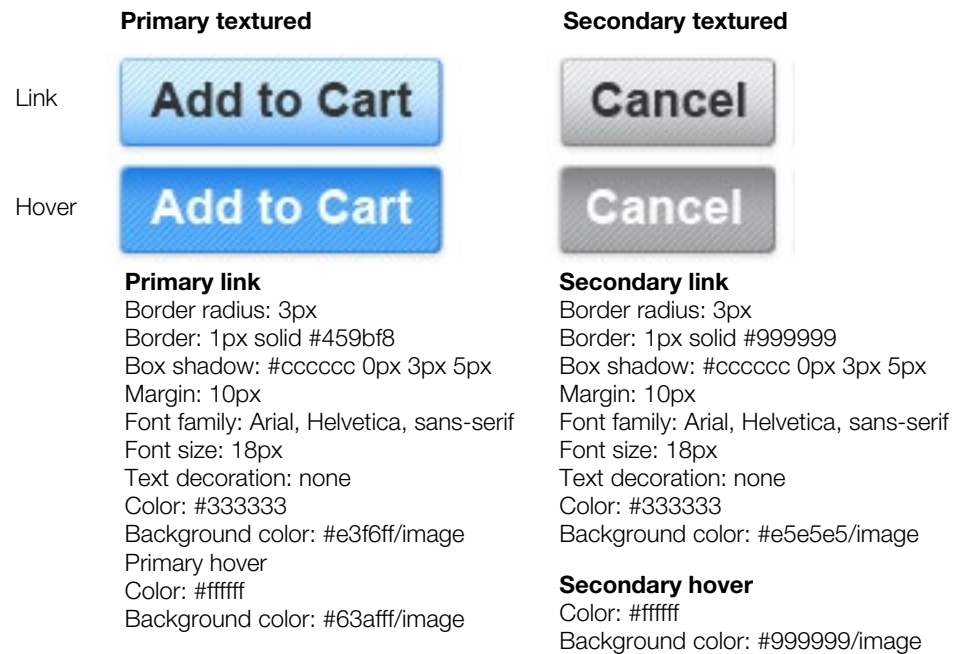 Primary textured
Secondary textured
Link
Add to Cart
Cancel
Hover
Add to Cart
Cancel
Primary link
Border radius: 3px
Border: 1px solid #459bf8
Box shadow: #cccccc 0px 3px 5px
Margin: 10px
Font family: Arial, Helvetica, sans-serif
Font size: 18px
Text decoration: none
Color: #333333
Background color: #e3f6ff/image
Primary hover
Color: #ffffff
Background color: #63afff/image
Secondary link
Border radius: 3px
Border: 1px solid #999999
Box shadow: #cccccc 0px 3px 5px
Margin: 10px
Font family: Arial, Helvetica, sans-serif
Font size: 18px
Text decoration: none
Color: #333333
Background color: #e5e5e5/image
Secondary hover
Color: #ffffff
Background color: #999999/image